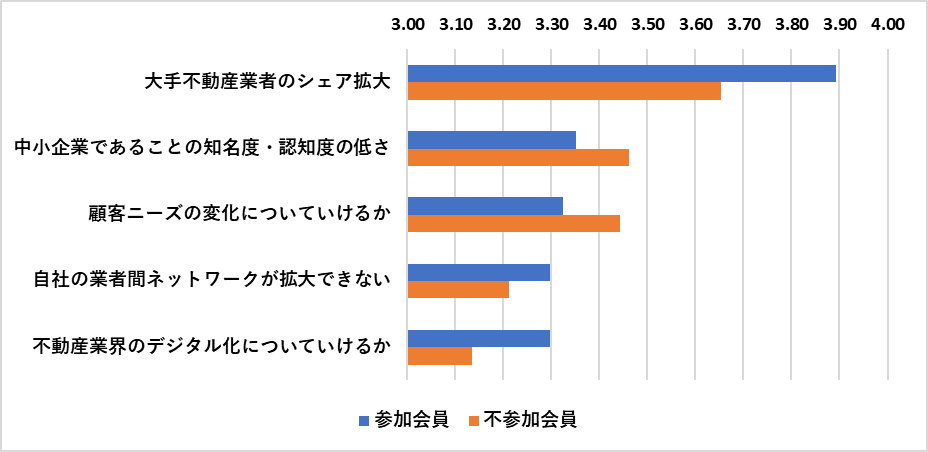 3.00 3.10 3.20 3.30 3.40 3.50 3.60 3.70 3.80 3.90 4.00
大手不動産業者のシェア拡大
中小企業であることの知名度・認知度の低さ
顧客ニーズの変化についていけるか
自社の業者間ネットワークが拡大できない
不動産業界のデジタル化についていけるか
参加会員 不参加会員